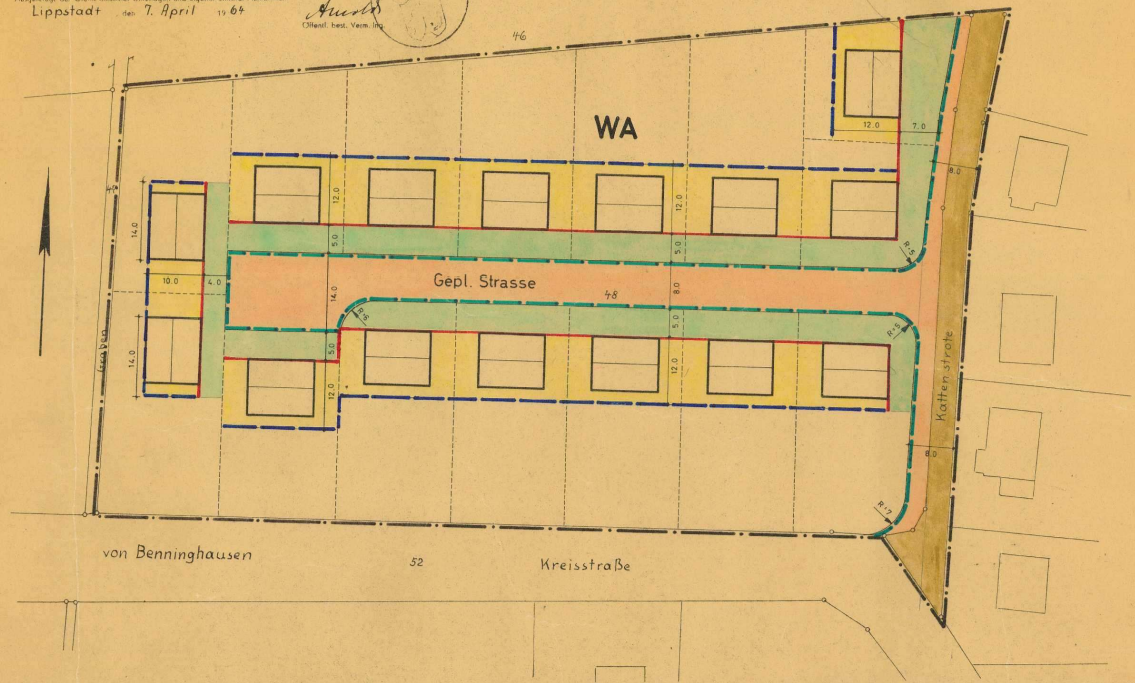 Lippstadt den 7. April 1964
Arnold
Öffentl. best. Verm. Ing.
46
WA
12.0
7.0
8.0
12.0
12.0
14.0
5.0
5.0
R=5
10.0
4.0
14.0
Gepl. Strasse
48
8.0
R=6
5.0
R=5
14.0
5.0
12.0
12.0
Graben
Kattenstrote
8.0
R=7
von Benninghausen
52
Kreisstraße